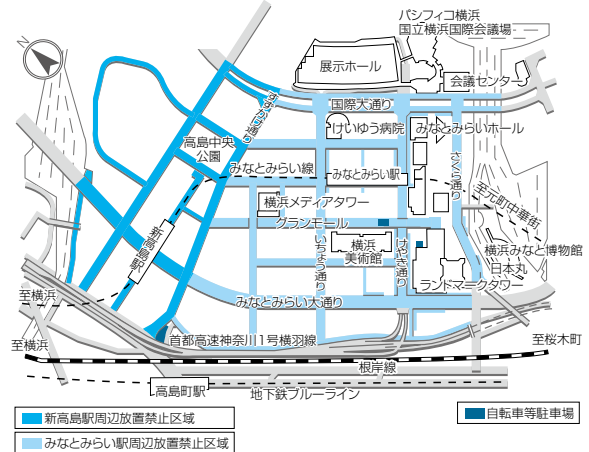 パシフィコ横浜
国立横浜国際会議場
N
展示ホール
会議センター
国際大通り
すずかけ通り
けいゆう病院
みなとみらいホール
高島中央
公園
さくら通り
みなとみらい線
みなとみらい駅
至元町中華街
横浜メディアタワー
グランモール
新高島駅
いちょう通り
横浜
美術館
けやき通り
横浜みなと博物館
日本丸
ランドマークタワー
至横浜
みなとみらい大通り
至横浜
首都高速神奈川1号横羽線
至桜木町
根岸線
高島町駅
地下鉄ブルーライン
新高島駅周辺放置禁止区域
自転車等駐車場
みなとみらい駅周辺放置禁止区域